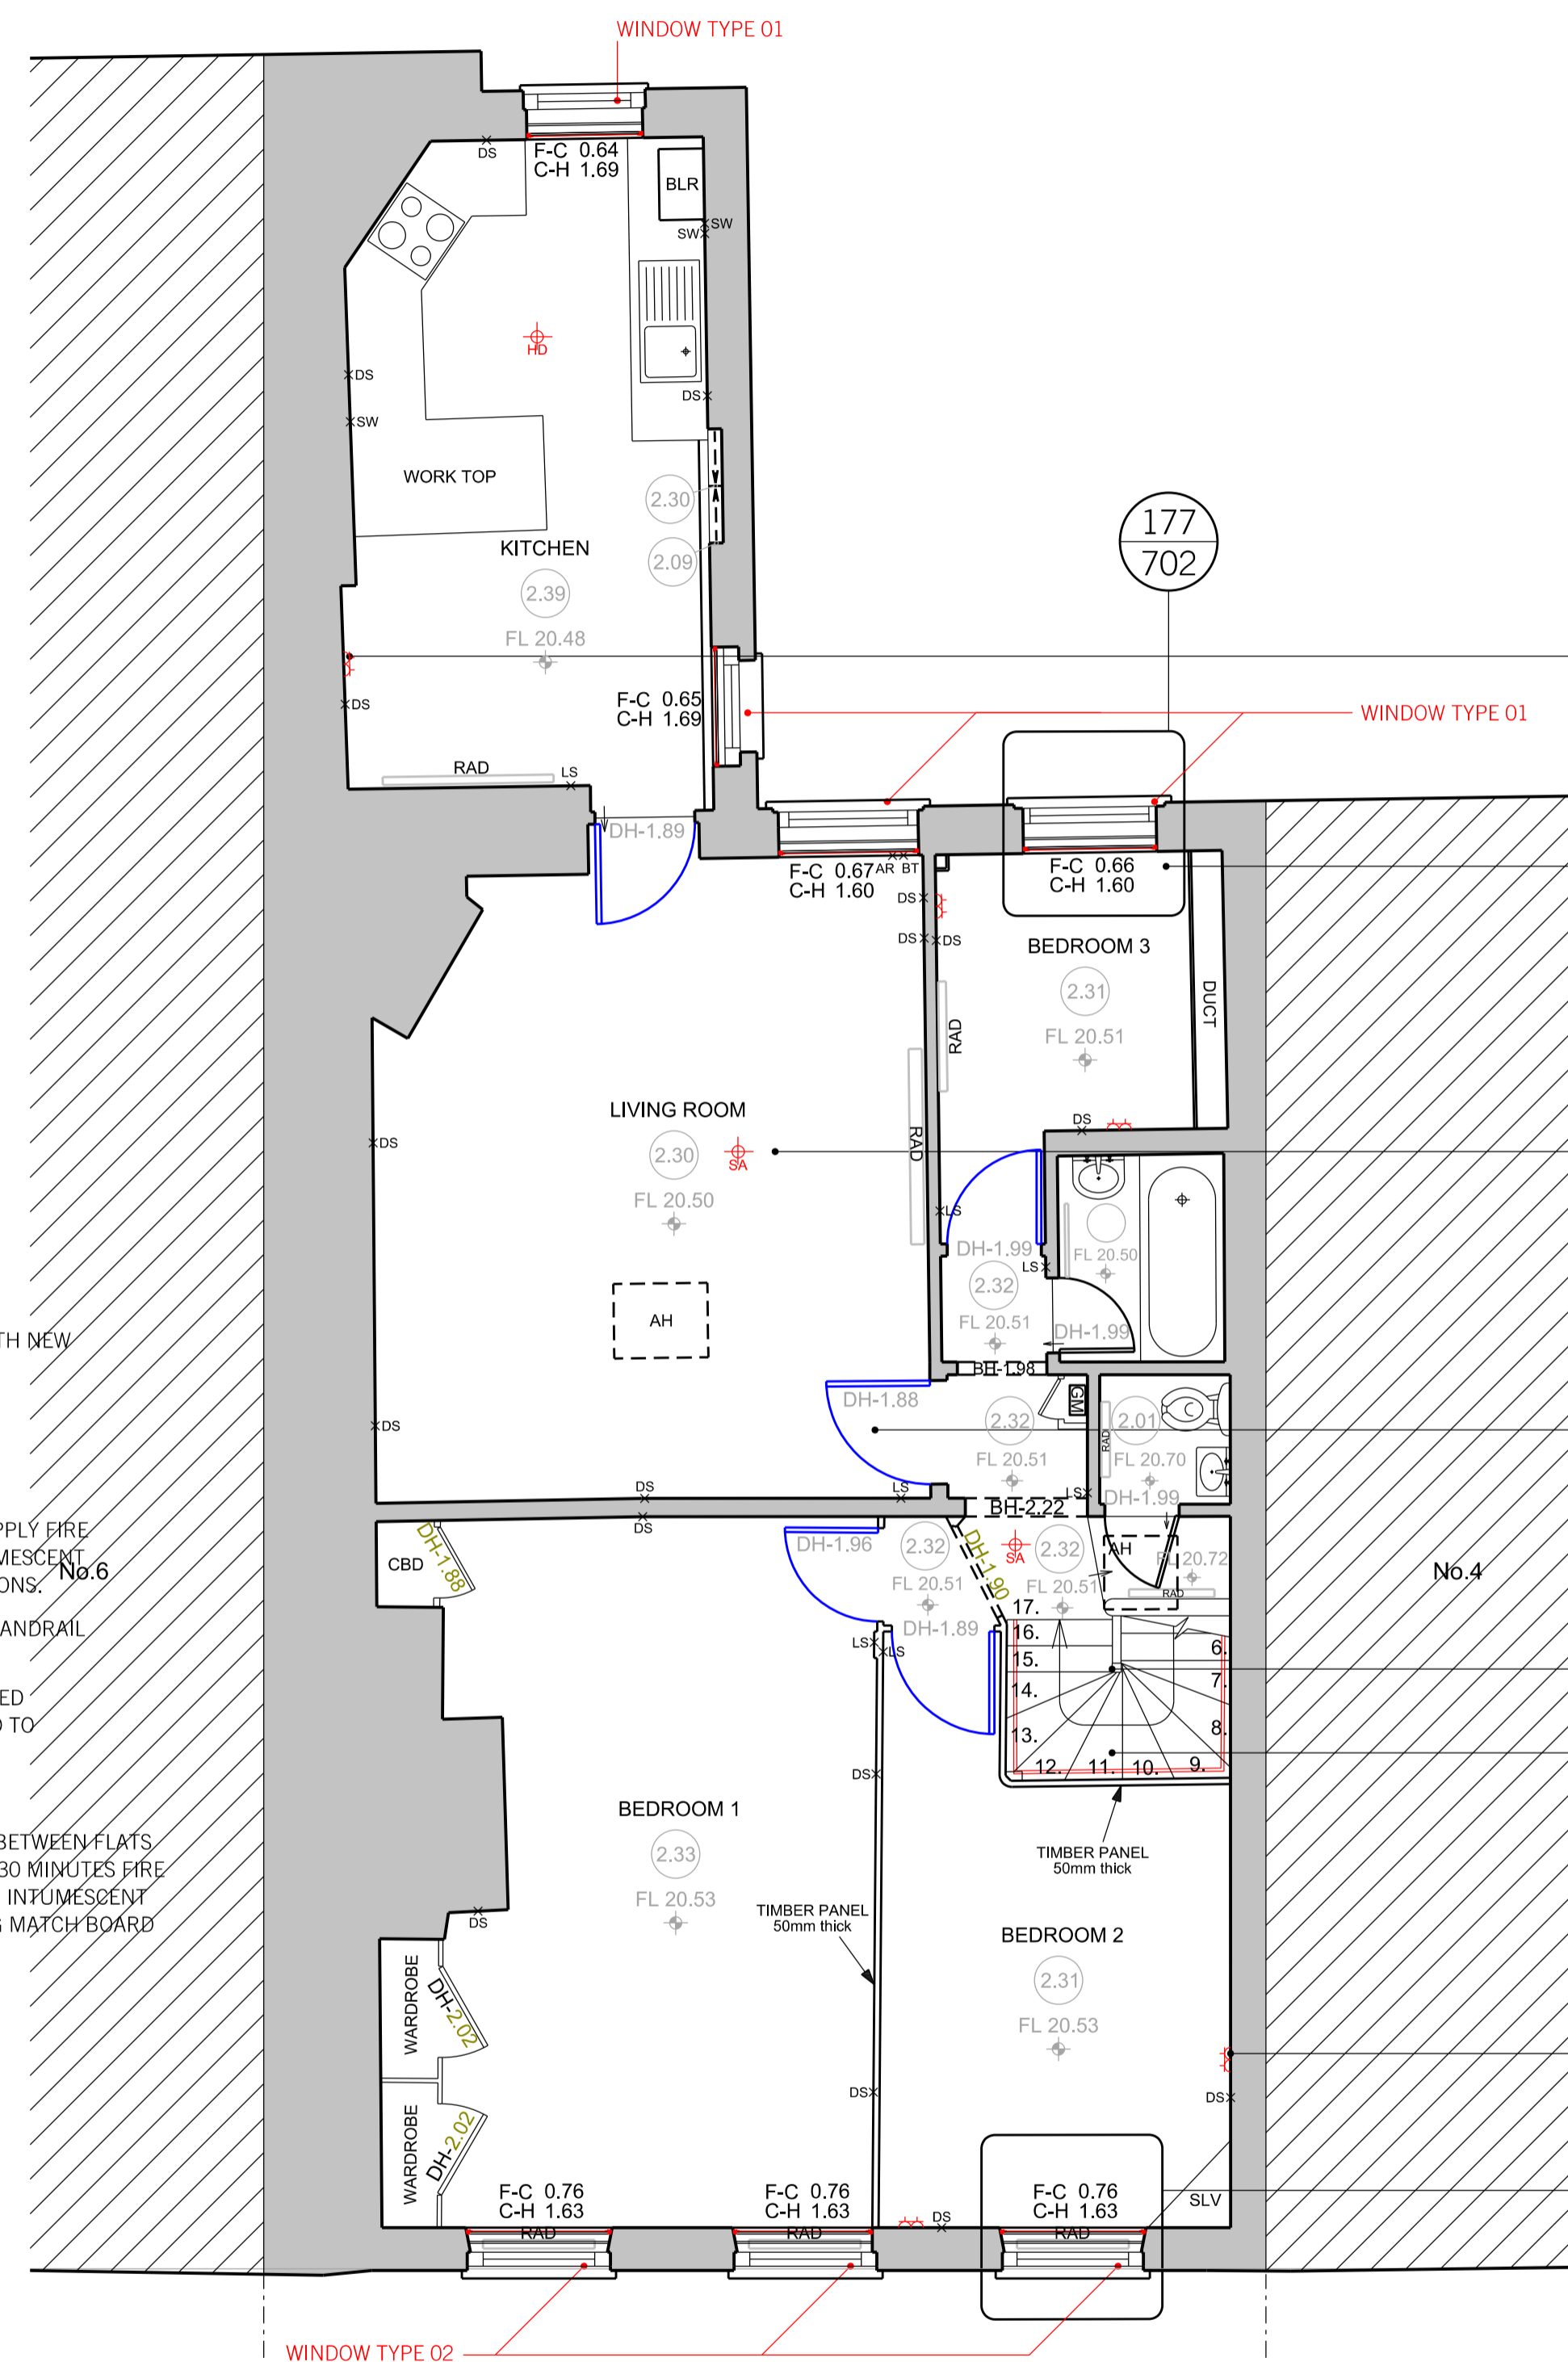 WINDOW TYPE 01
F-C 0.64
C-H 1.69
DS
BLR
SW
SW
HD
DS
SW
DS
WORK TOP
2.30
2.09
KITCHEN
2.39
FL 20.48
177
702
F-C 0.65
C-H 1.69
DS
WINDOW TYPE 01
RAD
LS
DH-1.89
F-C 0.67
C-H 1.60
AR BT
F-C 0.66
C-H 1.60
DS
DS
DS
BEDROOM 3
2.31
FL 20.51
RAD
DUCT
DS
LIVING ROOM
2.30
SA
FL 20.50
RAD
DS
LS
DH-1.99
2.32
FL 20.51
LS
FL 20.50
DH-1.99
AH
BH-1.98
TH NEW
DH-1.88
GM
2.32
FL 20.51
2.01
RAD
FL 20.70
DH-1.99
DS
DS
LS
LS
BH-2.22
DS
PPLY FIRE
MESCENT
ONS.
No.6
CBD
DH-1.88
DH-1.96
2.32
FL 20.51
DH-1.90
SA
2.32
FL 20.51
AH
FL 20.72
RAD
No.4
ANDRAIL
DH-1.89
LS
LS
17.
16.
15.
14.
13.
12.
11.
10.
9.
8.
7.
6.
ED
D TO
DS
BEDROOM 1
2.33
FL 20.53
BETWEEN FLATS
30 MINUTES FIRE
INTUMESCENT
G MATCH BOARD
TIMBER PANEL
50mm thick
TIMBER PANEL
50mm thick
DS
BEDROOM 2
2.31
FL 20.53
WARDROBE
DH-2.02
WARDROBE
DH-2.02
DS
DS
F-C 0.76
C-H 1.63
RAD
F-C 0.76
C-H 1.63
RAD
DS
F-C 0.76
C-H 1.63
RAD
SLV
WINDOW TYPE 02